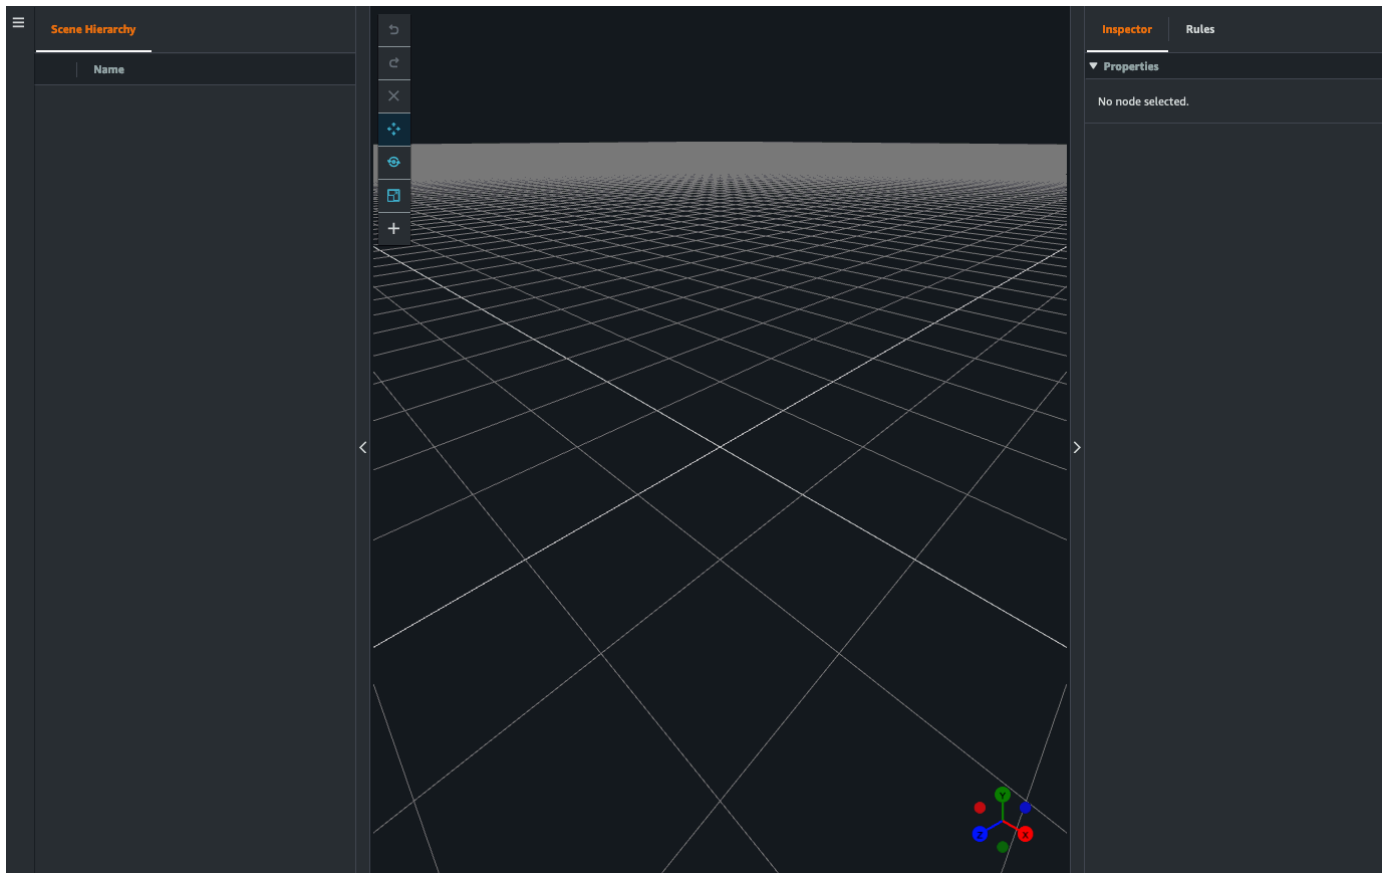 Scene Hierarchy
Name
Inspector
Rules
Properties
No node selected.
Y
Z
X